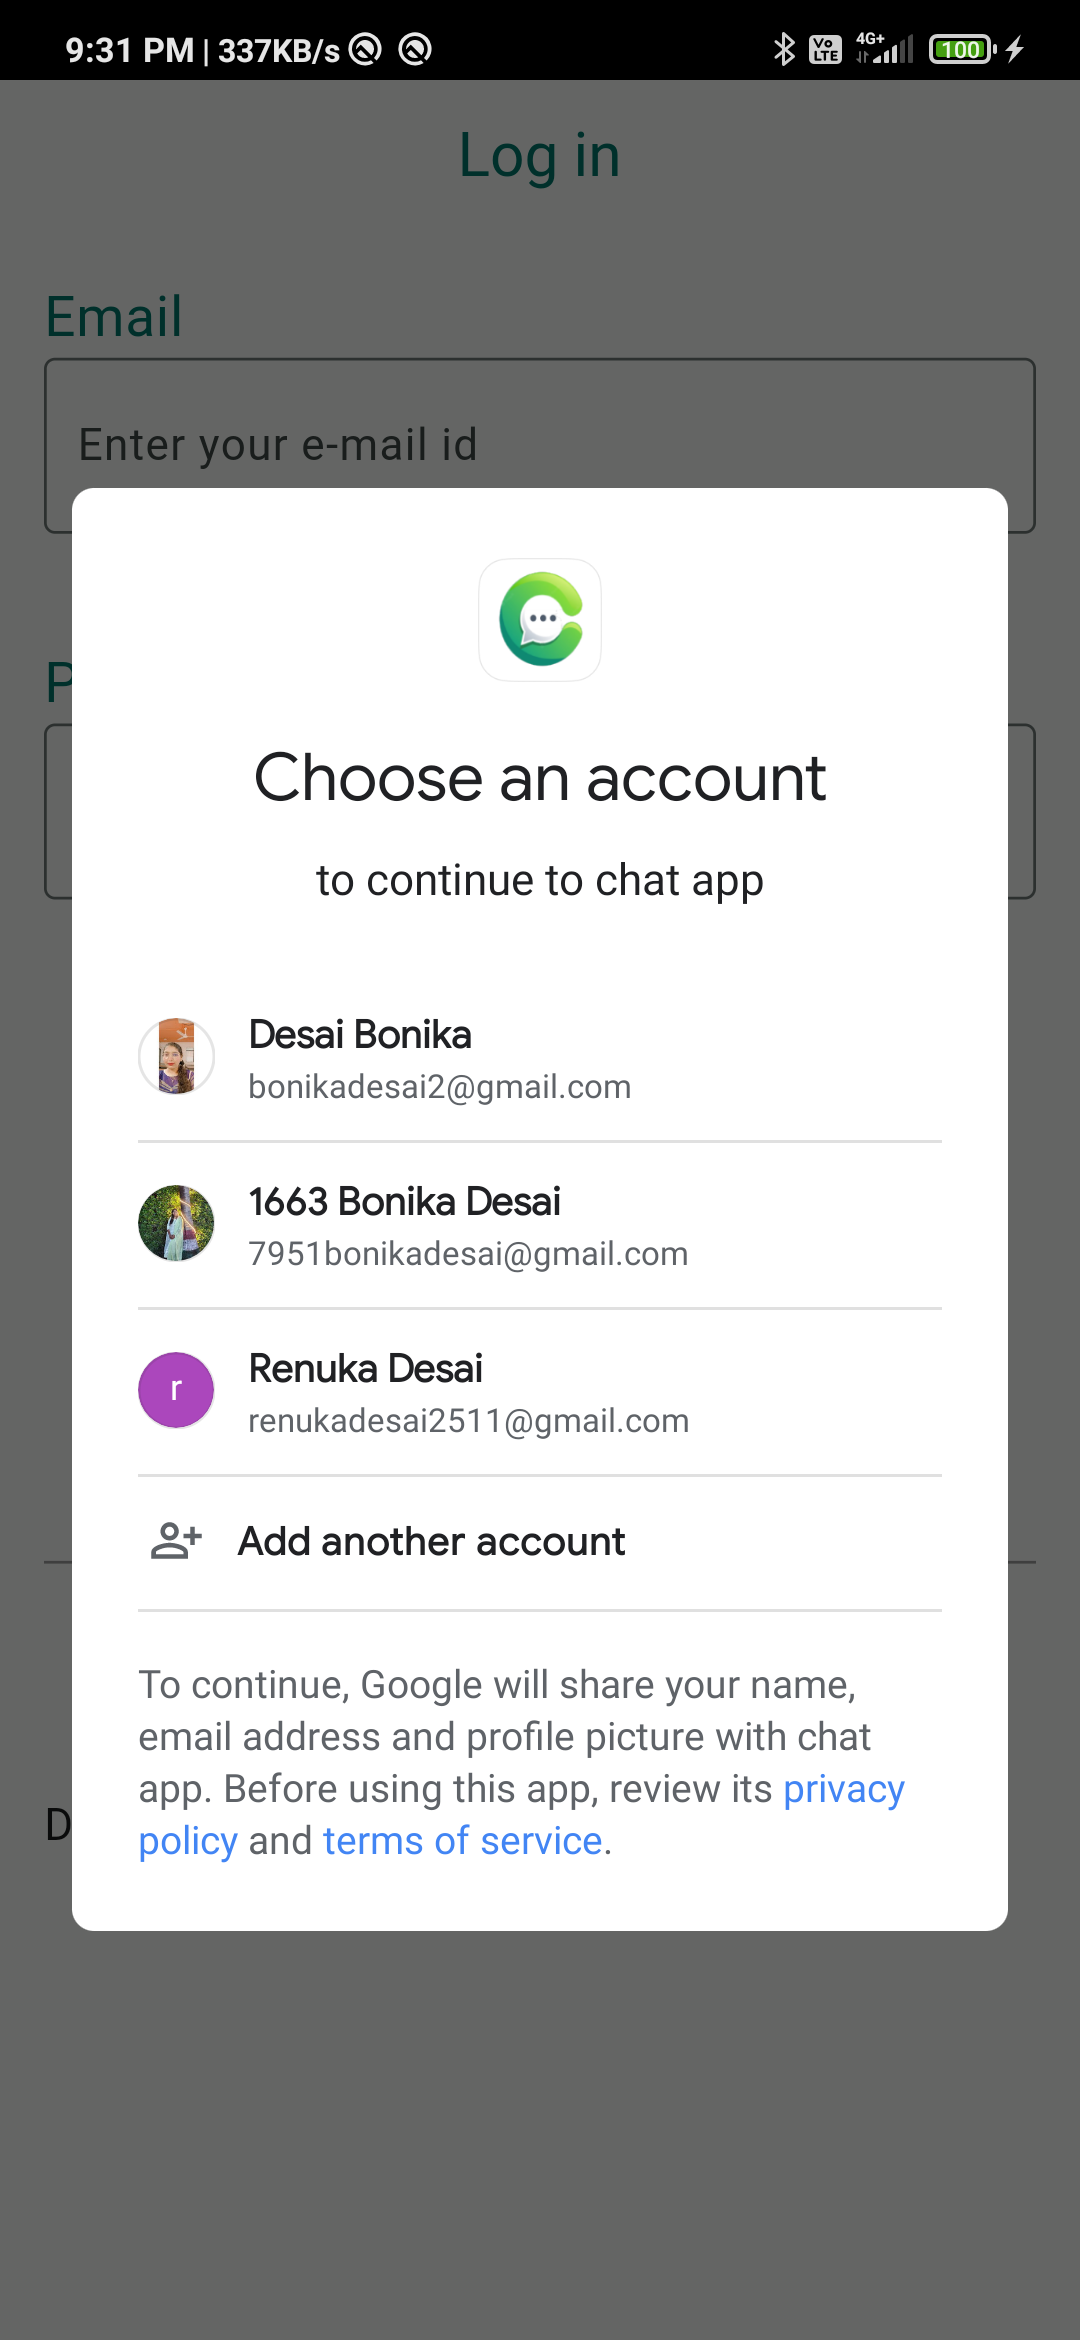 9:31 PM | 337KB/s
Vo LTE 4G+ 100
Log in
Email
Enter your e-mail id
P
Choose an account
to continue to chat app
Desai Bonika
bonikadesai2@gmail.com
1663 Bonika Desai
7951bonikadesai@gmail.com
r
Renuka Desai
renukadesai2511@gmail.com
Add another account
To continue, Google will share your name,
email address and profile picture with chat
app. Before using this app, review its privacy
policy and terms of service.
D